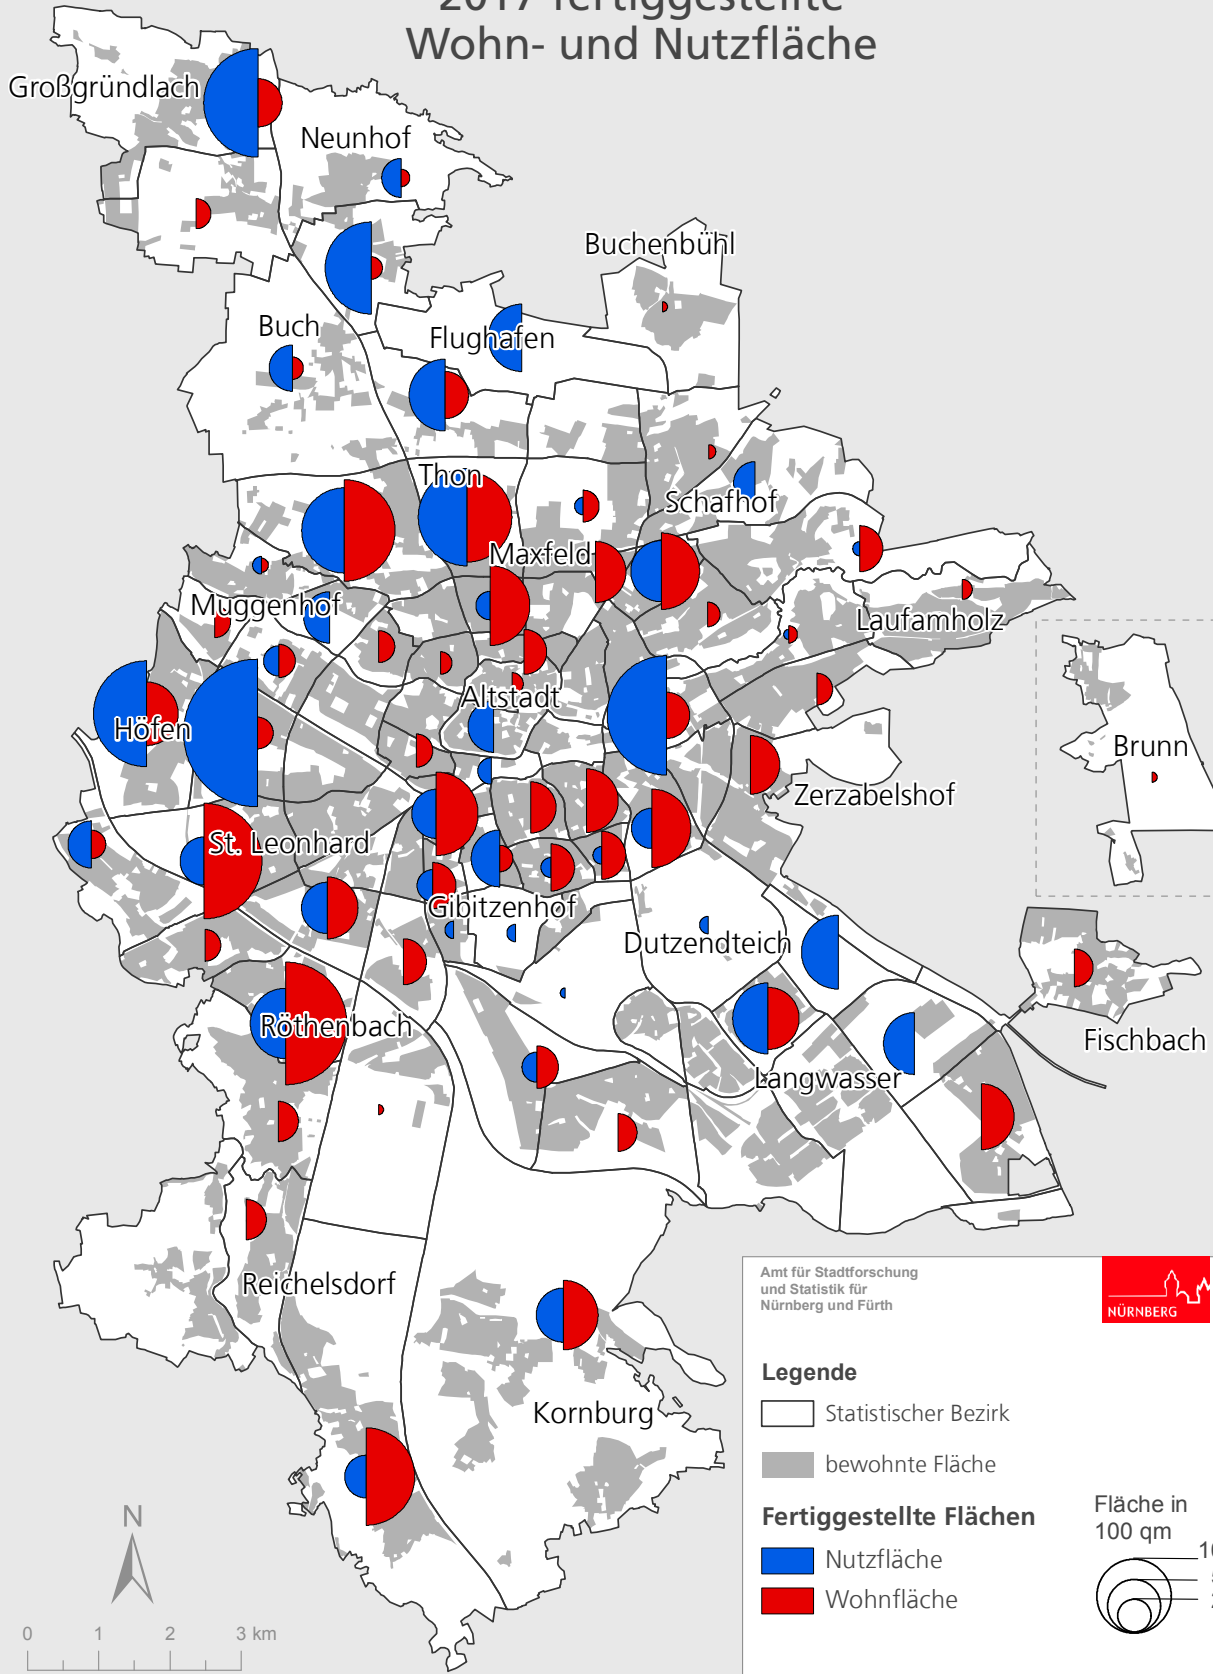 2017 fertiggestellte
Wohn- und Nutzfläche
Großgründlach
Neunhof
Buchenbühl
Buch
Flughafen
Thon
Schafhof
Maxfeld
Muggenhof
Laufamholz
Altstadt
Höfen
Brunn
Zerzabelshof
St. Leonhard
Gibitzenhof
Dutzendteich
Röthenbach
Fischbach
Langwasser
Reichelsdorf
Kornburg
Amt für Stadtforschung
und Statistik für
Nürnberg und Fürth
NÜRNBERG
Legende
Statistischer Bezirk
bewohnte Fläche
Fertiggestellte Flächen
Nutzfläche
Wohnfläche
Fläche in
100 qm
N
0 1 2 3 km